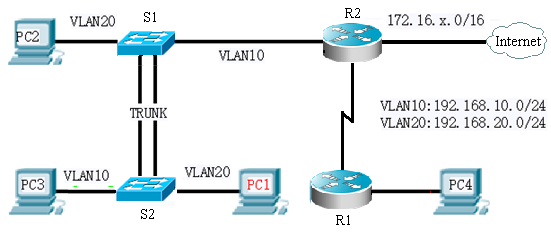 VLAN20
S1
R2
172.16.x.0/16
PC2
Internet
VLAN10
TRUNK
VLAN10:192.168.10.0/24
VLAN20:192.168.20.0/24
VLAN10
VLAN20
PC3
PC1
PC4
S2
R1